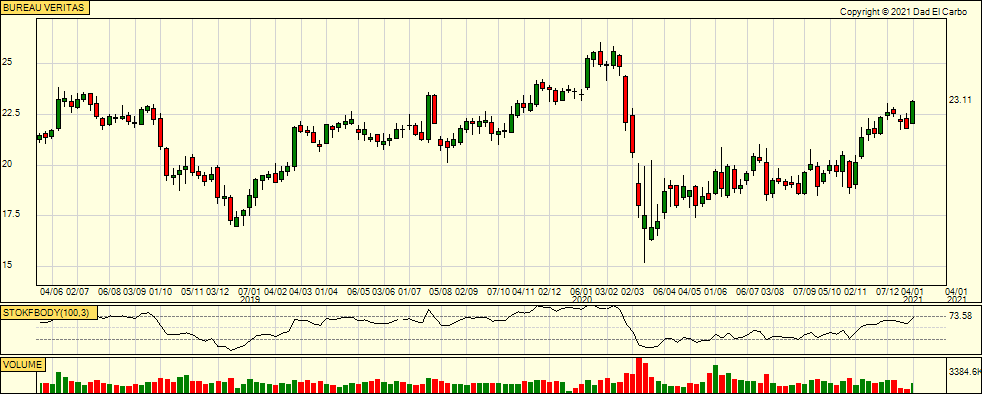 BUREAU VERITAS
Copyright © 2021 Dad El Carbo
25
22.5
20
17.5
15
23.11
04/06 02/07 06/08 03/09 01/10 05/11 03/12 07/01 04/02 04/03 01/04 06/05 03/06 01/07 05/08 02/09 07/10 04/11 02/12 06/01 03/02 02/03 06/04 04/05 01/06 06/07 03/08 07/09 05/10 02/11 07/12 04/01 04/01
2019 2020 2021 2021
STOKFBODY(100,3)
73.58
VOLUME
3384.6K